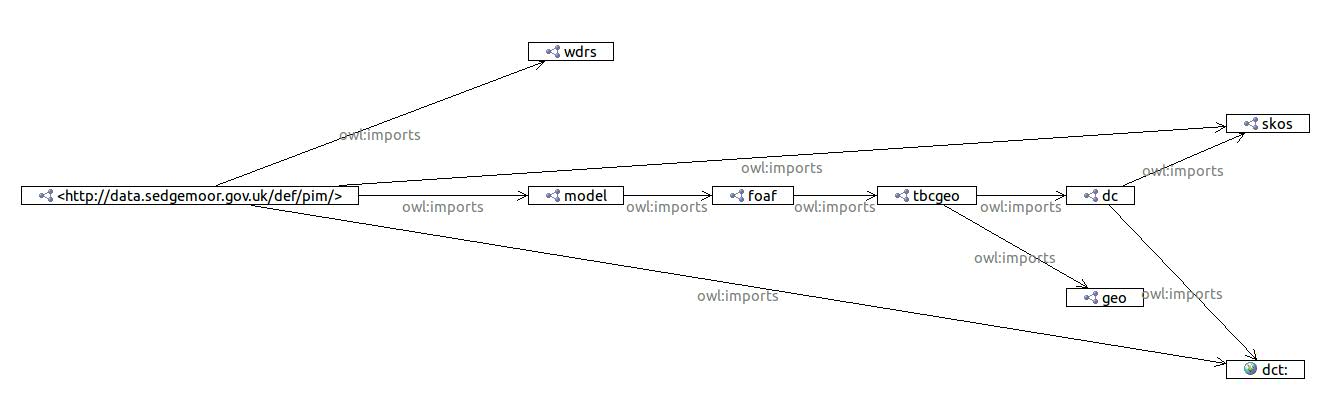 wdrs
owl:imports
skos
owl:imports
owl:imports
<http://data.sedgemoor.gov.uk/def/pim/>
model
foaf
tbcgeo
dc
owl:imports
owl:imports
owl:imports
owl:imports
owl:imports
geo
owl:imports
owl:imports
dct: